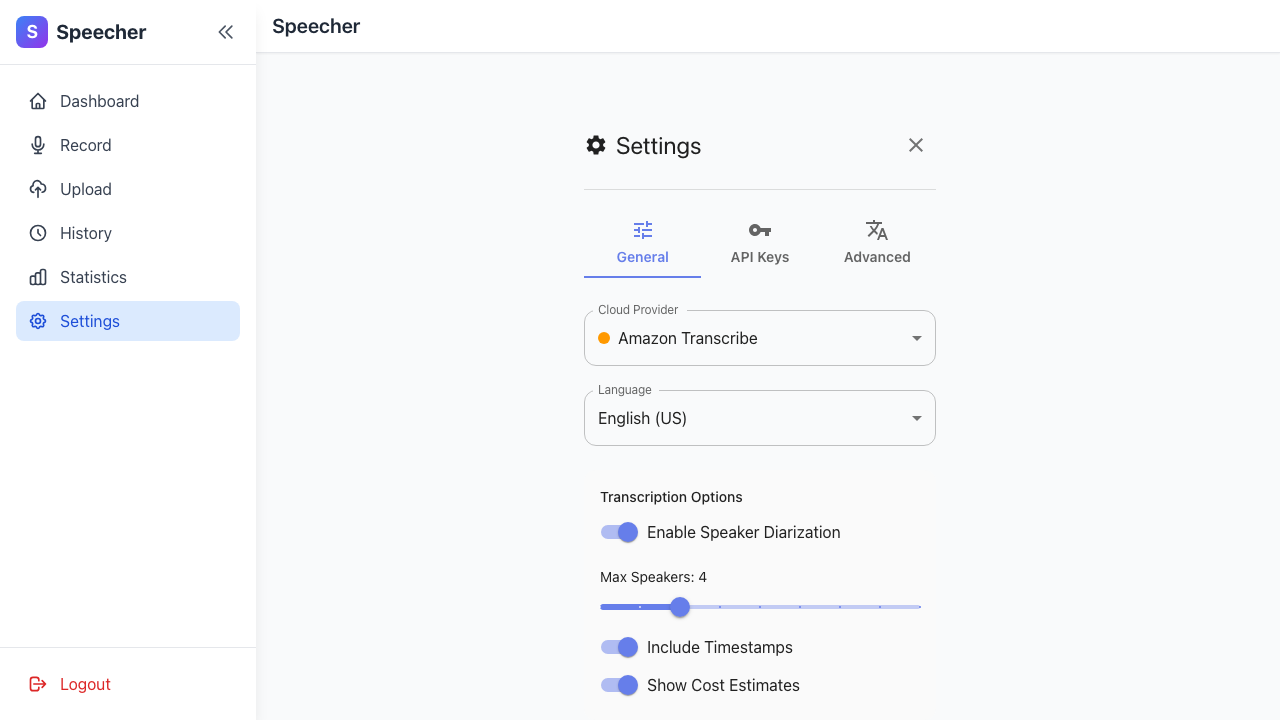 S Speecher
Dashboard
Record
Upload
History
Statistics
Settings
Logout
Speecher
Settings
General
API Keys
Advanced
Cloud Provider
Amazon Transcribe
Language
English (US)
Transcription Options
Enable Speaker Diarization
Max Speakers: 4
Include Timestamps
Show Cost Estimates